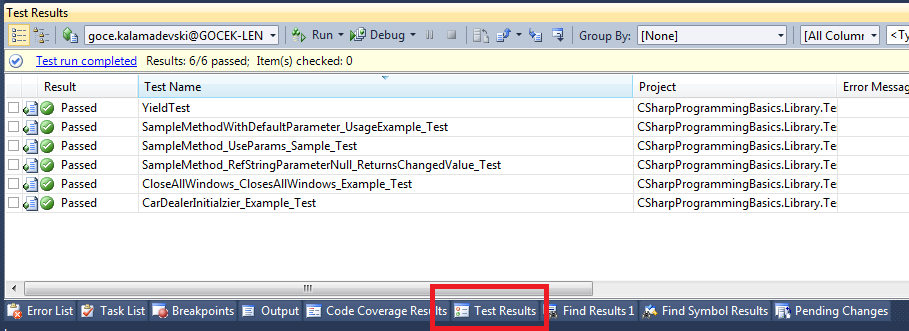 Test Results
goce.kalamadevski@GOCEK-LEN Run Debug Group By: [None] [All Colum <Ty
Test run completed Results: 6/6 passed; Item(s) checked: 0
Result Test Name Project Error Messag
Passed YieldTest CSharpProgrammingBasics.Library.Te
Passed SampleMethodWithDefaultParameter_UsageExample_Test CSharpProgrammingBasics.Library.Te
Passed SampleMethod_UseParams_Sample_Test CSharpProgrammingBasics.Library.Te
Passed SampleMethod_RefStringParameterNull_ReturnsChangedValue_Test CSharpProgrammingBasics.Library.Te
Passed CloseAllWindows_ClosesAllWindows_Example_Test CSharpProgrammingBasics.Library.Te
Passed CarDealerInitialzier_Example_Test CSharpProgrammingBasics.Library.Te
Error List Task List Breakpoints Output Code Coverage Results Test Results Find Results 1 Find Symbol Results Pending Changes